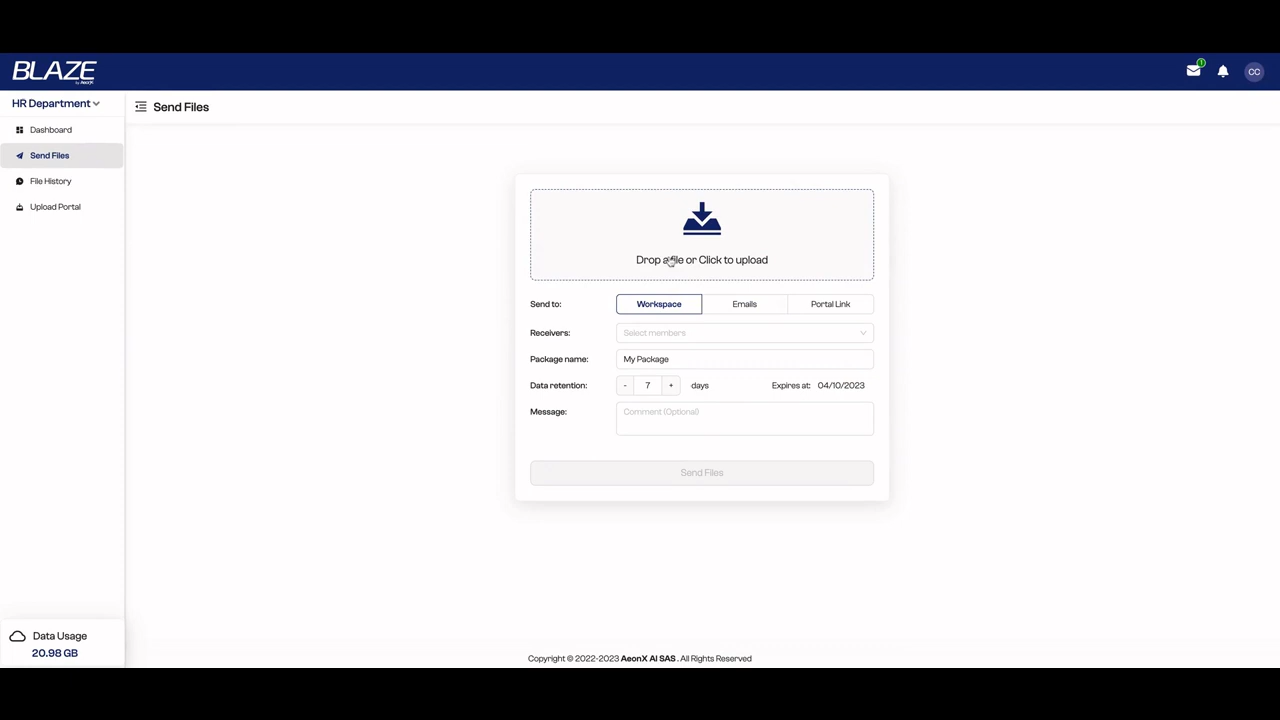 BLAZE
by AeonX
1
CC
HR Department
Send Files
Dashboard
Send Files
File History
Upload Portal
Drop a file or Click to upload
Send to: Workspace Emails Portal Link
Receivers: Select members
Package name: My Package
Data retention: - 7 + days Expires at: 04/10/2023
Message: Comment (Optional)
Send Files
Data Usage
20.98 GB
Copyright © 2022-2023 AeonX AI SAS . All Rights Reserved